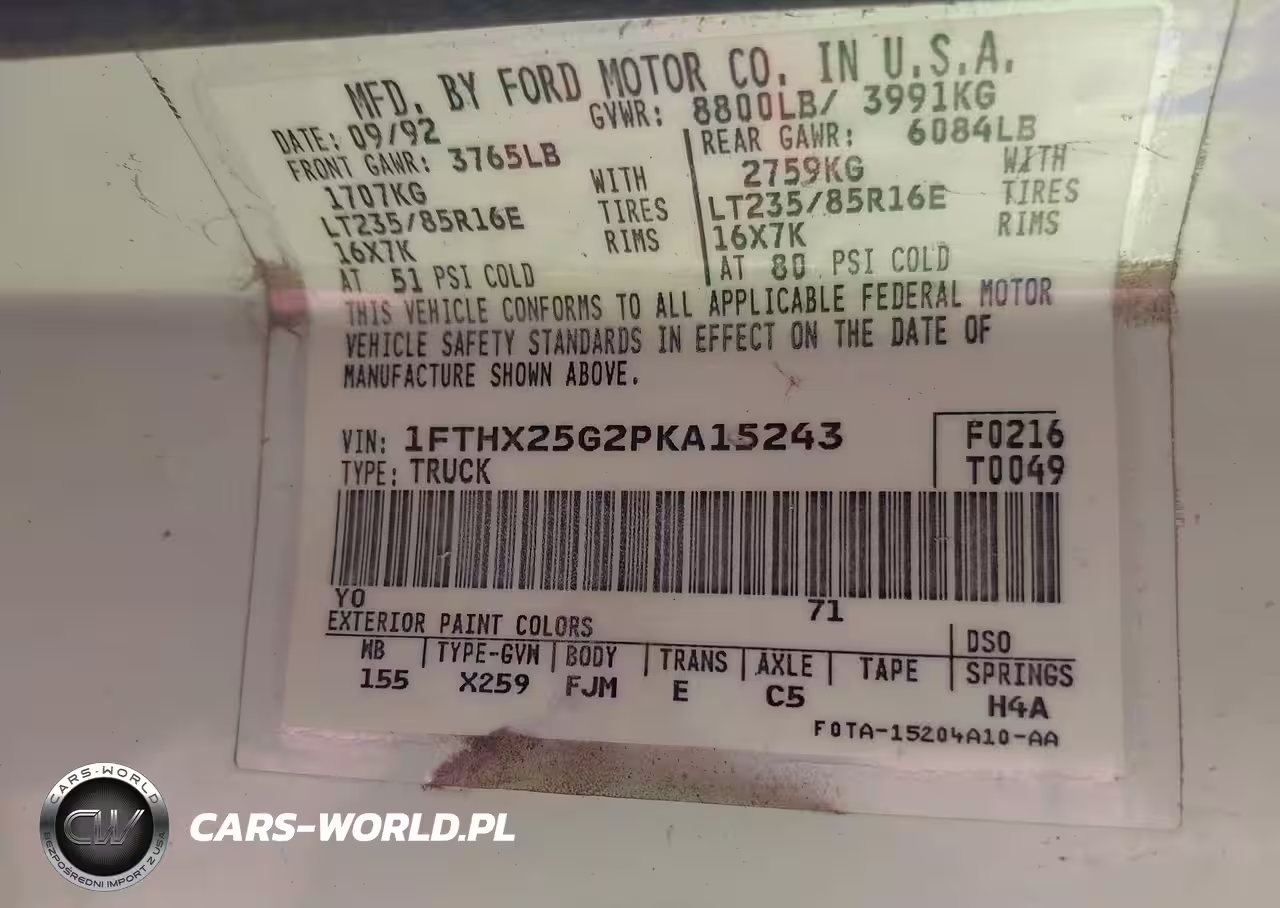 MFD. BY FORD MOTOR CO. IN U.S.A.
DATE: 09/92 GVWR: 8800LB/ 3991KG
FRONT GAWR: 3765LB
1707KG WITH
LT235/85R16E TIRES
16X7K RIMS
AT 51 PSI COLD
REAR GAWR: 6084LB
2759KG WITH
LT235/85R16E TIRES
16X7K RIMS
AT 80 PSI COLD
THIS VEHICLE CONFORMS TO ALL APPLICABLE FEDERAL MOTOR
VEHICLE SAFETY STANDARDS IN EFFECT ON THE DATE OF
MANUFACTURE SHOWN ABOVE.
VIN: 1FTHX25G2PKA15243 F0216
TYPE: TRUCK T0049
YO 71
EXTERIOR PAINT COLORS DSO
WB TYPE-GVW BODY TRANS AXLE TAPE SPRINGS
155 X259 FJM E C5 H4A
F0TA-15204A10-AA
CARS-WORLD
CW
BEZPOŚREDNI IMPORT Z USA
CARS-WORLD.PL